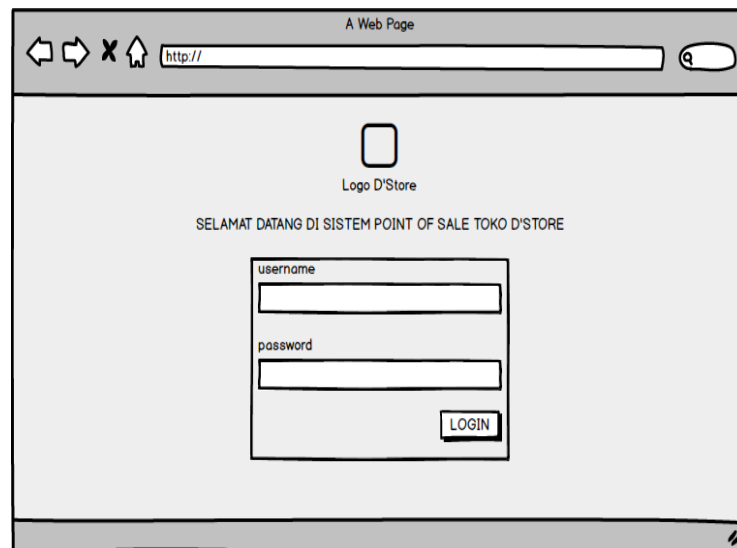 A Web Page
http://
Logo D'Store
SELAMAT DATANG DI SISTEM POINT OF SALE TOKO D'STORE
username
password
LOGIN